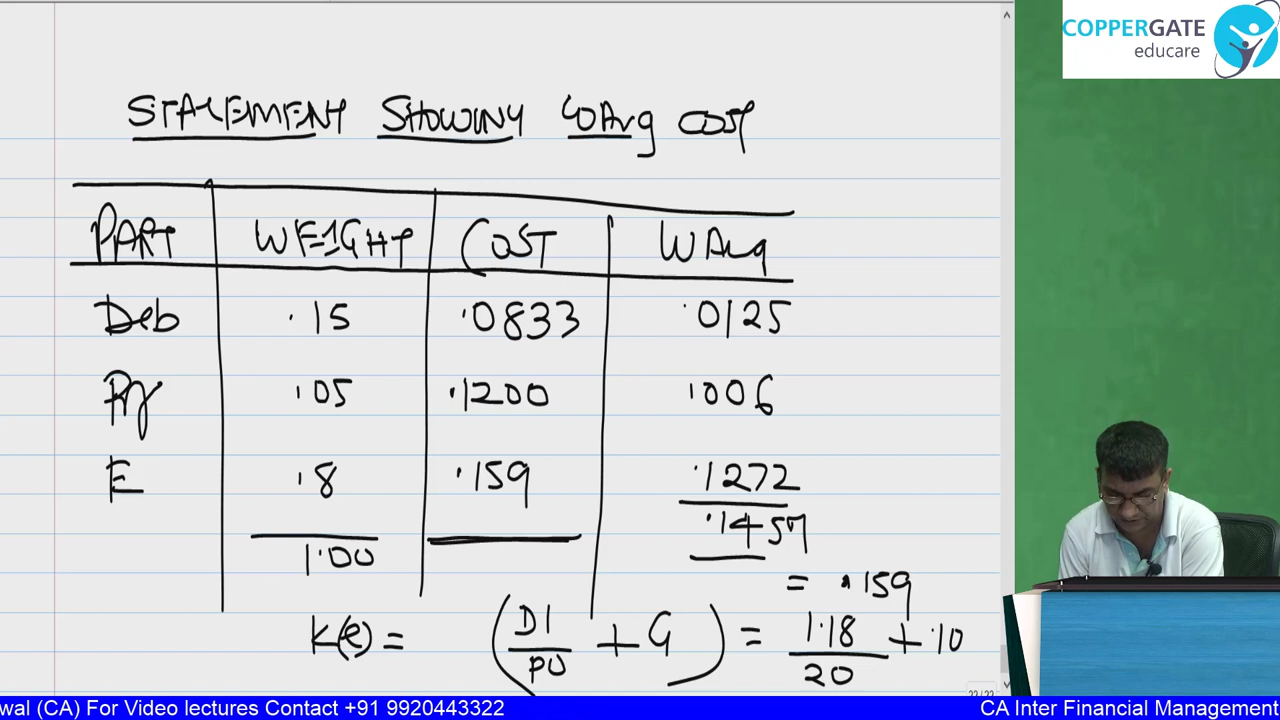 COPPERGATE
educare
STATEMENT SHOWING WAvg COST
PART WEIGHT COST WAvg
Deb .15 .0833 .0125
Prf .05 .1200 .006
E .8 .159 .1272
1.00 .1457
= .159
K(e) = (D1/P0 + G) = 1.18/20 + .10
22/23
wal (CA) For Video lectures Contact +91 9920443322 CA Inter Financial Management